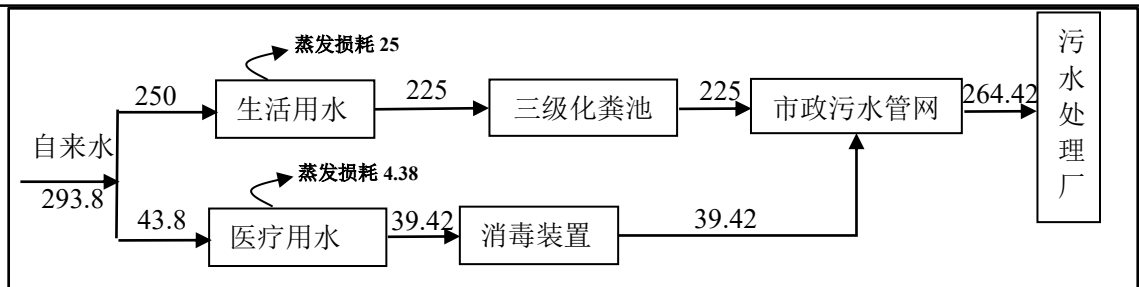 蒸发损耗 25
250
生活用水
225
三级化粪池
225
市政污水管网
264.42
污
水
处
理
厂
自来水
293.8
蒸发损耗 4.38
43.8
医疗用水
39.42
消毒装置
39.42